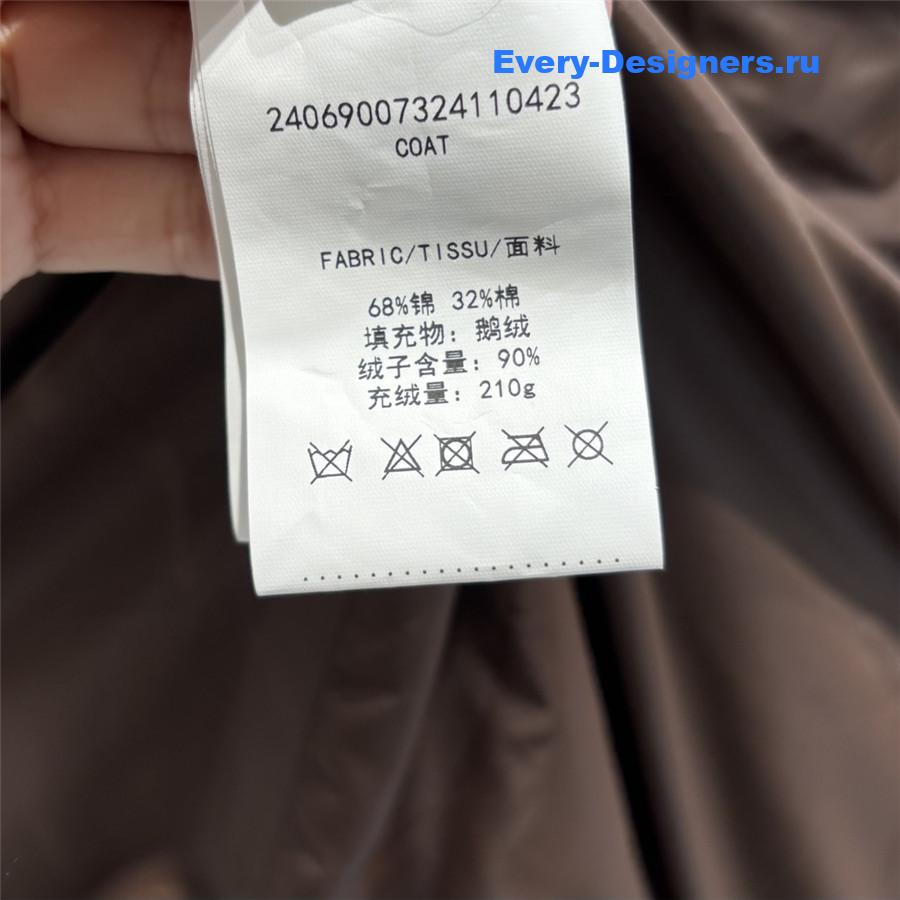 Every-Designers.ru
24069007324110423
COAT
FABRIC/TISSU/面料
68%锦 32%棉
填充物: 鹅绒
绒子含量: 90%
充绒量: 210g